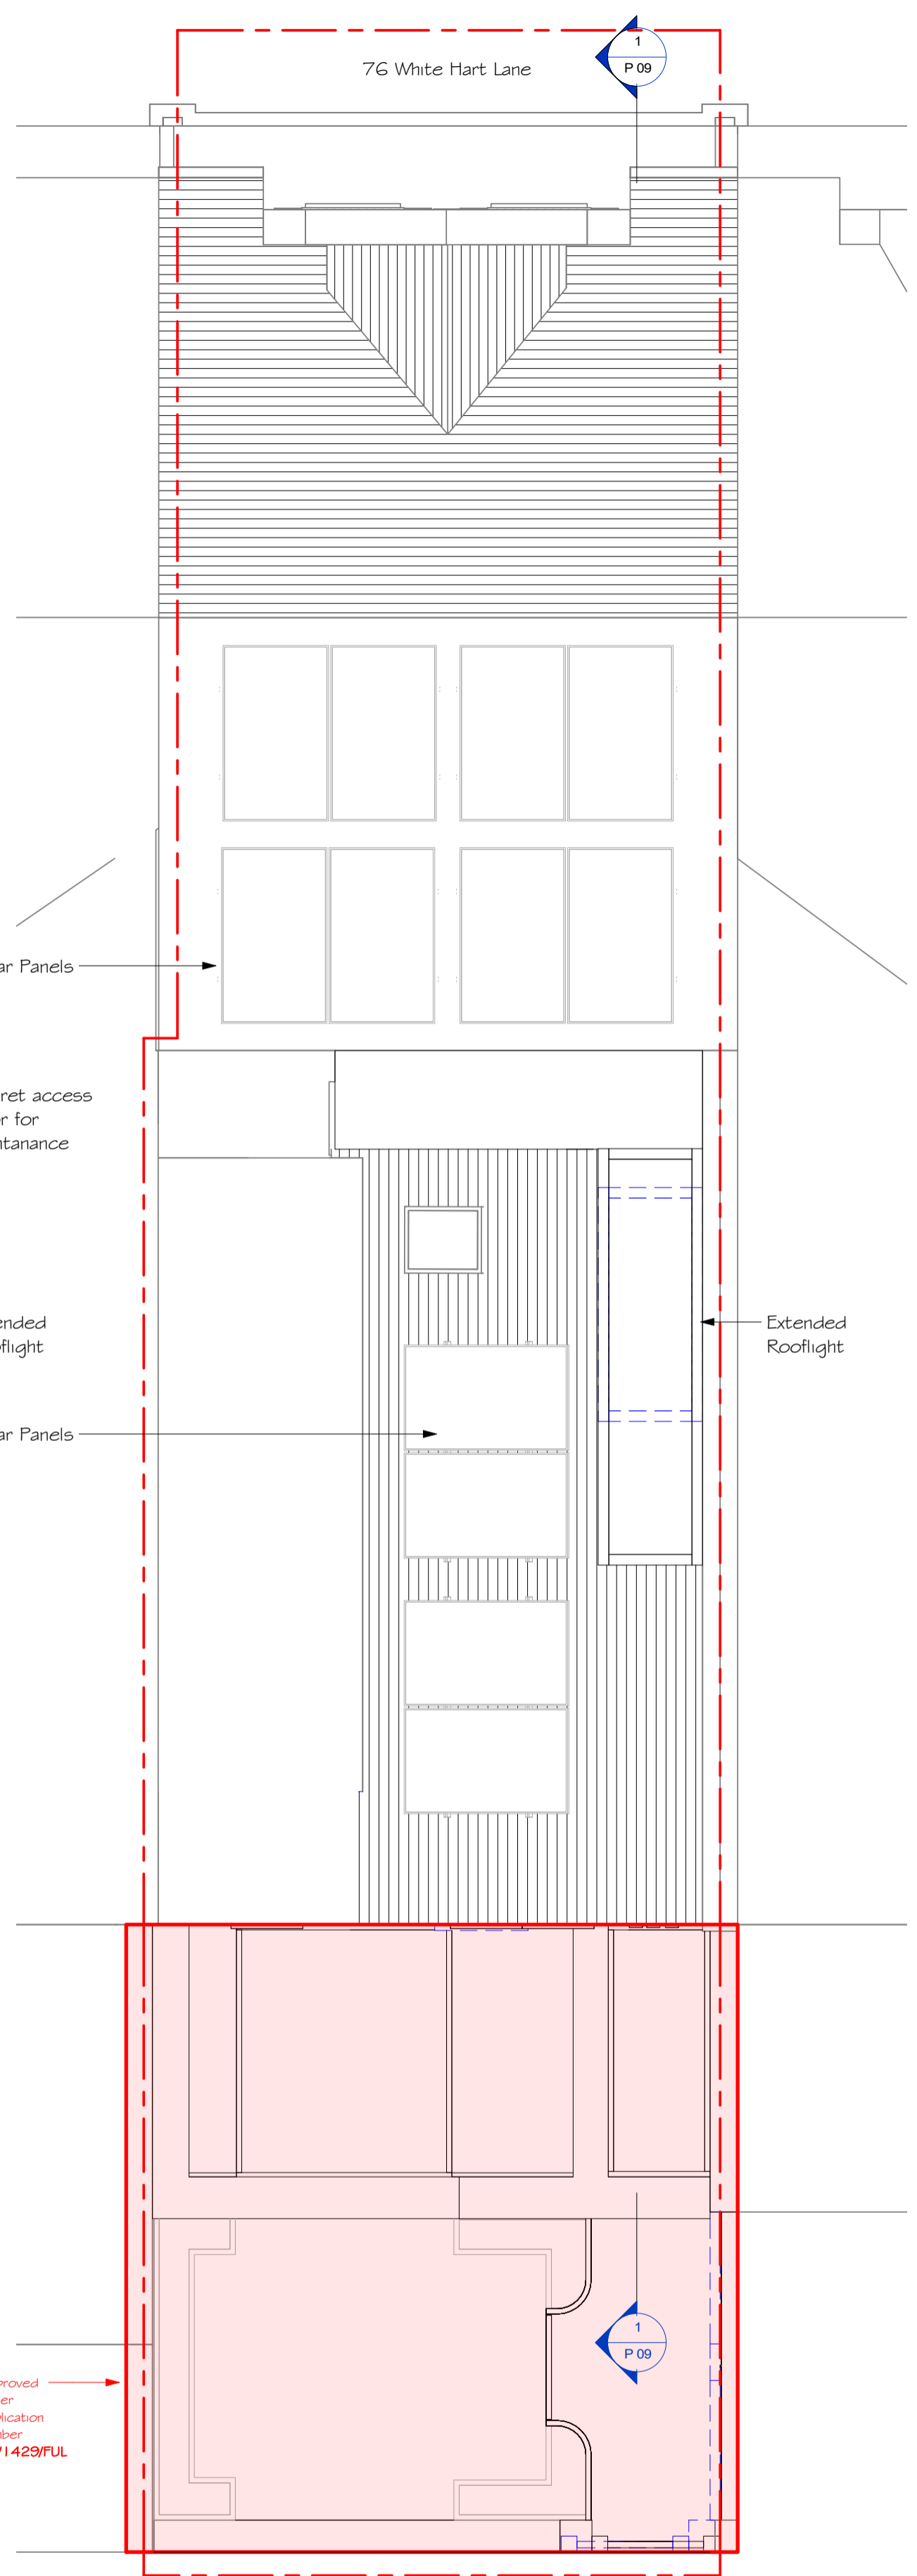 76 White Hart Lane
1
P 09
ar Panels
ret access
r for
ntanance
ended
oflight
Extended
Rooflight
ar Panels
1
P 09
proved
er
plication
nber
/1429/FUL